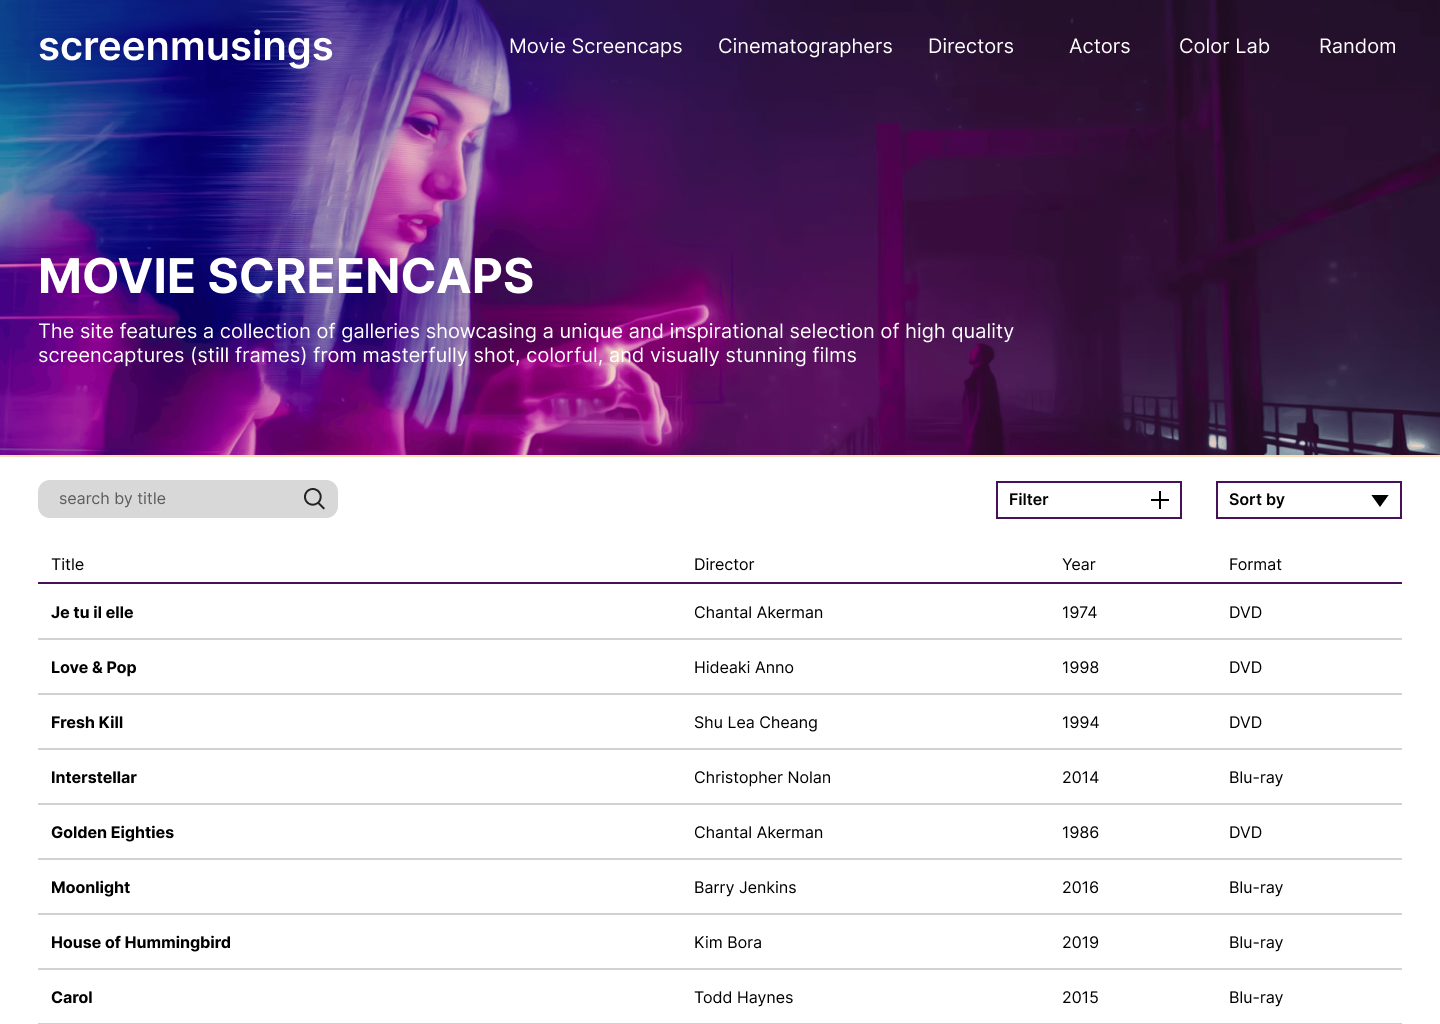 screenmusings
Movie Screencaps Cinematographers Directors Actors Color Lab Random
MOVIE SCREENCAPS
The site features a collection of galleries showcasing a unique and inspirational selection of high quality
screencaptures (still frames) from masterfully shot, colorful, and visually stunning films
search by title Filter Sort by
Title Director Year Format
Je tu il elle Chantal Akerman 1974 DVD
Love & Pop Hideaki Anno 1998 DVD
Fresh Kill Shu Lea Cheang 1994 DVD
Interstellar Christopher Nolan 2014 Blu-ray
Golden Eighties Chantal Akerman 1986 DVD
Moonlight Barry Jenkins 2016 Blu-ray
House of Hummingbird Kim Bora 2019 Blu-ray
Carol Todd Haynes 2015 Blu-ray